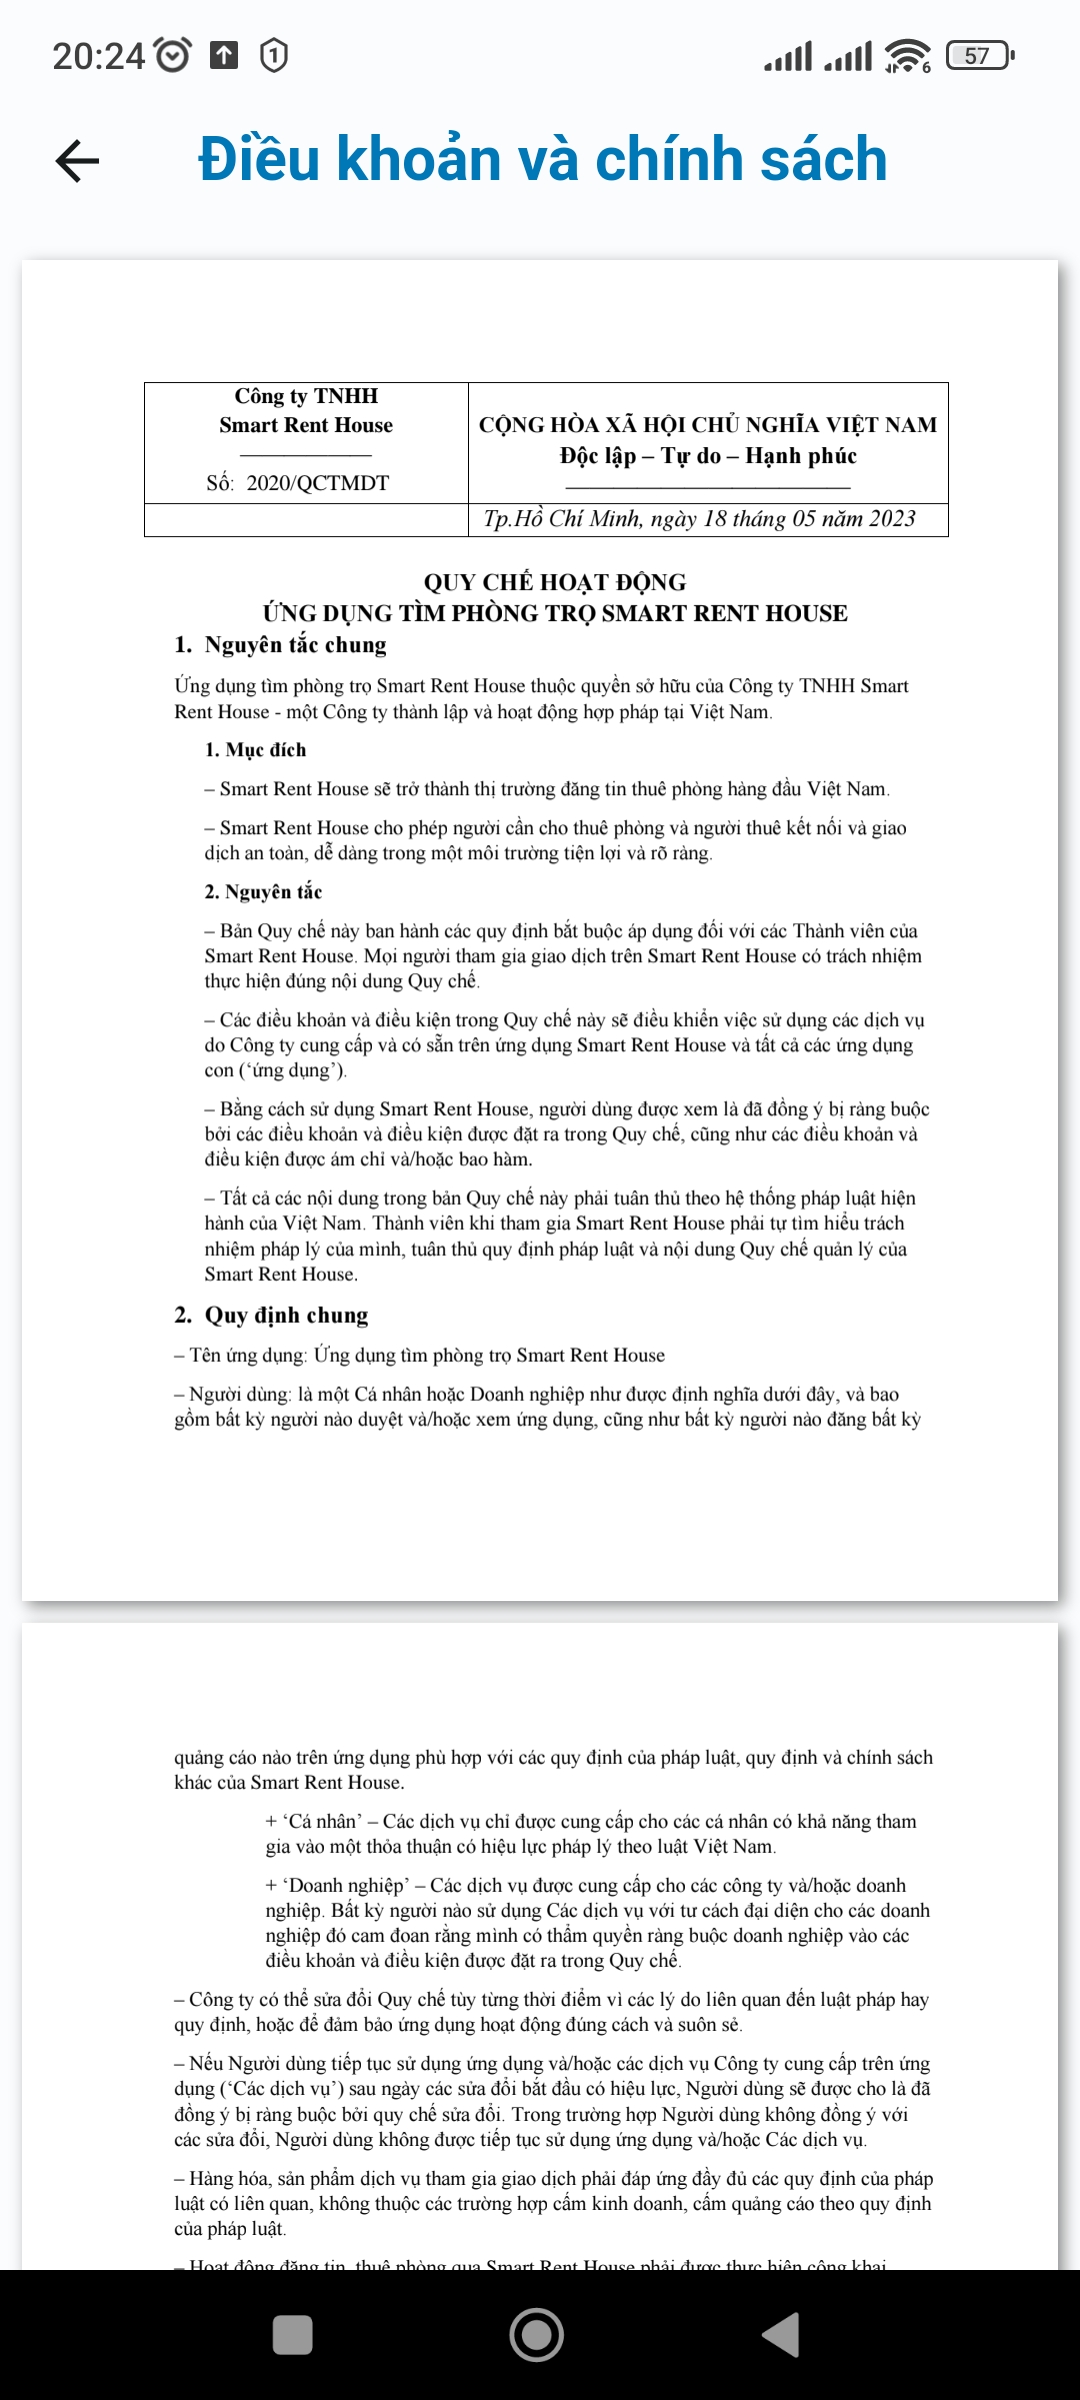 20:24
1
6
57
Điều khoản và chính sách
Công ty TNHH
Smart Rent House
Số: 2020/QCTMDT
CỘNG HÒA XÃ HỘI CHỦ NGHĨA VIỆT NAM
Độc lập – Tự do – Hạnh phúc
Tp.Hồ Chí Minh, ngày 18 tháng 05 năm 2023
QUY CHẾ HOẠT ĐỘNG
ỨNG DỤNG TÌM PHÒNG TRỌ SMART RENT HOUSE
1. Nguyên tắc chung
Ứng dụng tìm phòng trọ Smart Rent House thuộc quyền sở hữu của Công ty TNHH Smart
Rent House - một Công ty thành lập và hoạt động hợp pháp tại Việt Nam.
1. Mục đích
– Smart Rent House sẽ trở thành thị trường đăng tin thuê phòng hàng đầu Việt Nam.
– Smart Rent House cho phép người cần cho thuê phòng và người thuê kết nối và giao
dịch an toàn, dễ dàng trong một môi trường tiện lợi và rõ ràng.
2. Nguyên tắc
– Bản Quy chế này ban hành các quy định bắt buộc áp dụng đối với các Thành viên của
Smart Rent House. Mọi người tham gia giao dịch trên Smart Rent House có trách nhiệm
thực hiện đúng nội dung Quy chế.
– Các điều khoản và điều kiện trong Quy chế này sẽ điều khiển việc sử dụng các dịch vụ
do Công ty cung cấp và có sẵn trên ứng dụng Smart Rent House và tất cả các ứng dụng
con (‘ứng dụng’).
– Bằng cách sử dụng Smart Rent House, người dùng được xem là đã đồng ý bị ràng buộc
bởi các điều khoản và điều kiện được đặt ra trong Quy chế, cũng như các điều khoản và
điều kiện được ám chỉ và/hoặc bao hàm.
– Tất cả các nội dung trong bản Quy chế này phải tuân thủ theo hệ thống pháp luật hiện
hành của Việt Nam. Thành viên khi tham gia Smart Rent House phải tự tìm hiểu trách
nhiệm pháp lý của mình, tuân thủ quy định pháp luật và nội dung Quy chế quản lý của
Smart Rent House.
2. Quy định chung
– Tên ứng dụng: Ứng dụng tìm phòng trọ Smart Rent House
– Người dùng: là một Cá nhân hoặc Doanh nghiệp như được định nghĩa dưới đây, và bao
gồm bất kỳ người nào duyệt và/hoặc xem ứng dụng, cũng như bất kỳ người nào đăng bất kỳ
quảng cáo nào trên ứng dụng phù hợp với các quy định của pháp luật, quy định và chính sách
khác của Smart Rent House.
+ ‘Cá nhân’ – Các dịch vụ chỉ được cung cấp cho các cá nhân có khả năng tham
gia vào một thỏa thuận có hiệu lực pháp lý theo luật Việt Nam.
+ ‘Doanh nghiệp’ – Các dịch vụ được cung cấp cho các công ty và/hoặc doanh
nghiệp. Bất kỳ người nào sử dụng Các dịch vụ với tư cách đại diện cho các doanh
nghiệp đó cam đoan rằng mình có thẩm quyền ràng buộc doanh nghiệp vào các
điều khoản và điều kiện được đặt ra trong Quy chế.
– Công ty có thể sửa đổi Quy chế tùy từng thời điểm vì các lý do liên quan đến luật pháp hay
quy định, hoặc để đảm bảo ứng dụng hoạt động đúng cách và suôn sẻ.
– Nếu Người dùng tiếp tục sử dụng ứng dụng và/hoặc các dịch vụ Công ty cung cấp trên ứng
dụng (‘Các dịch vụ’) sau ngày các sửa đổi bắt đầu có hiệu lực, Người dùng sẽ được cho là đã
đồng ý bị ràng buộc bởi quy chế sửa đổi. Trong trường hợp Người dùng không đồng ý với
các sửa đổi, Người dùng không được tiếp tục sử dụng ứng dụng và/hoặc Các dịch vụ.
– Hàng hóa, sản phẩm dịch vụ tham gia giao dịch phải đáp ứng đầy đủ các quy định của pháp
luật có liên quan, không thuộc các trường hợp cấm kinh doanh, cấm quảng cáo theo quy định
của pháp luật.
– Hoạt động đăng tin, thuê phòng qua Smart Rent House phải được thực hiện công khai,